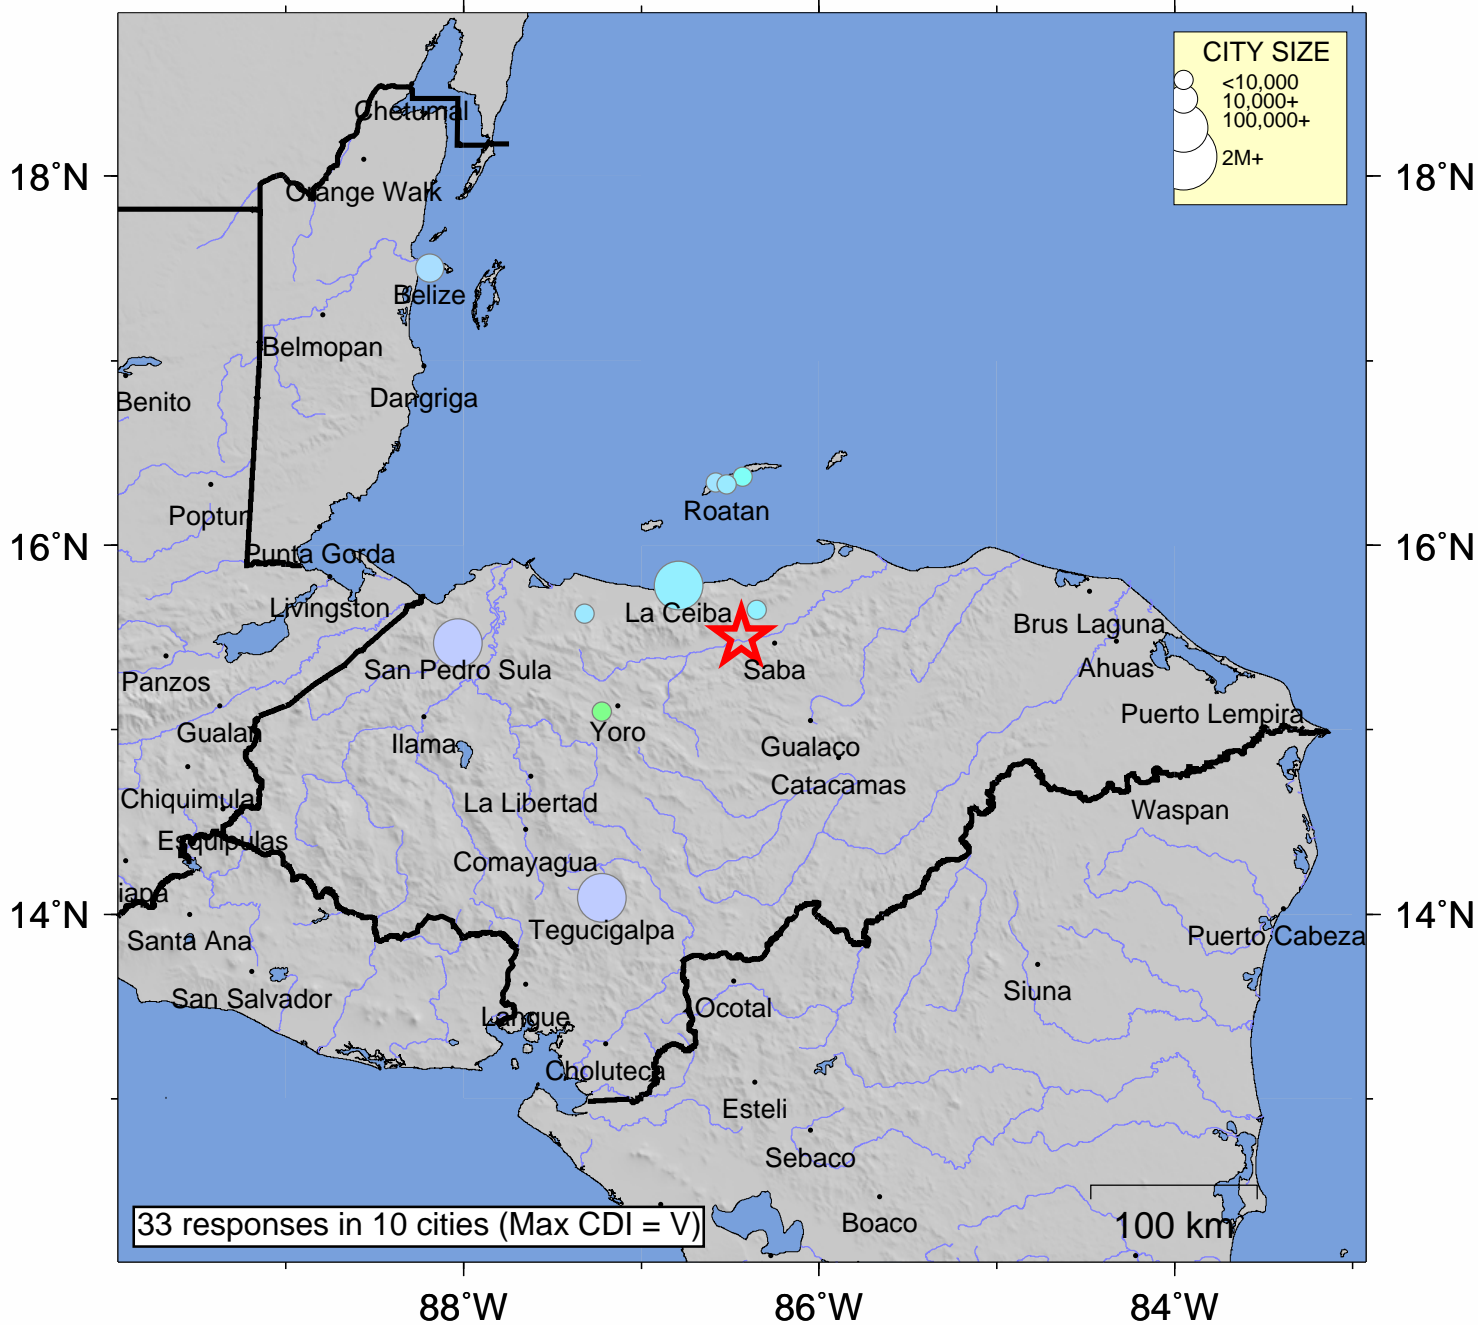 CITY SIZE
<10,000
10,000+
100,000+
2M+
18°N
18°N
Chetumal
Orange Walk
Belize
Belmopan
Dangriga
Benito
Poptun
Roatan
16°N
16°N
Punta Gorda
Livingston
La Ceiba
Brus Laguna
San Pedro Sula
Saba
Ahuas
Panzos
Puerto Lempira
Gualan
Yoro
Ilama
Gualaco
Catacamas
Chiquimula
La Libertad
Waspan
Esquipulas
Comayagua
iapa
14°N
14°N
Tegucigalpa
Santa Ana
Puerto Cabeza
San Salvador
Siuna
Langue
Ocotal
Choluteca
Esteli
Sebaco
Boaco
100 km
33 responses in 10 cities (Max CDI = V)
88°W
86°W
84°W